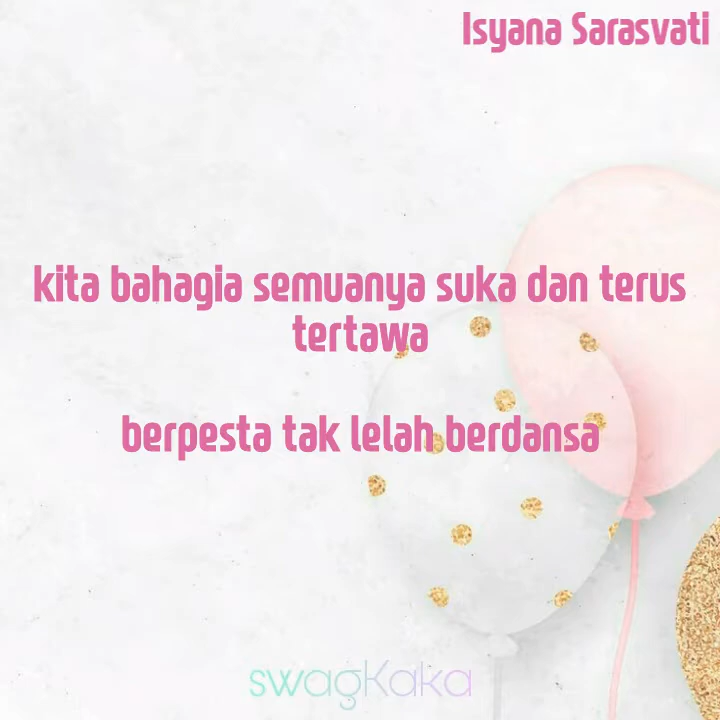 Isyana Sarasvati
kita bahagia semuanya suka dan terus
tertawa
berpesta tak lelah berdansa
swagKaka